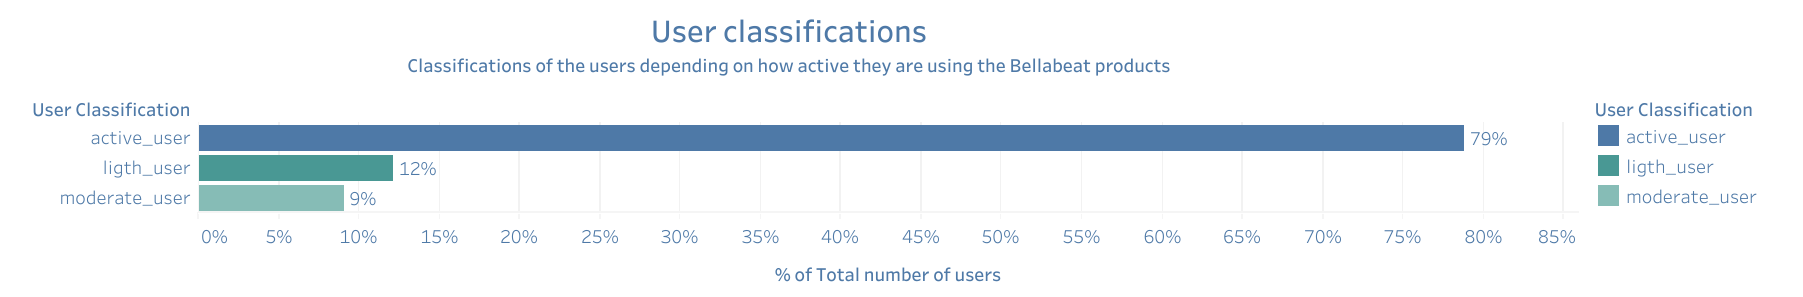 User classifications
Classifications of the users depending on how active they are using the Bellabeat products
User Classification
active_user 79%
ligth_user 12%
moderate_user 9%
0% 5% 10% 15% 20% 25% 30% 35% 40% 45% 50% 55% 60% 65% 70% 75% 80% 85%
% of Total number of users
User Classification
active_user
ligth_user
moderate_user